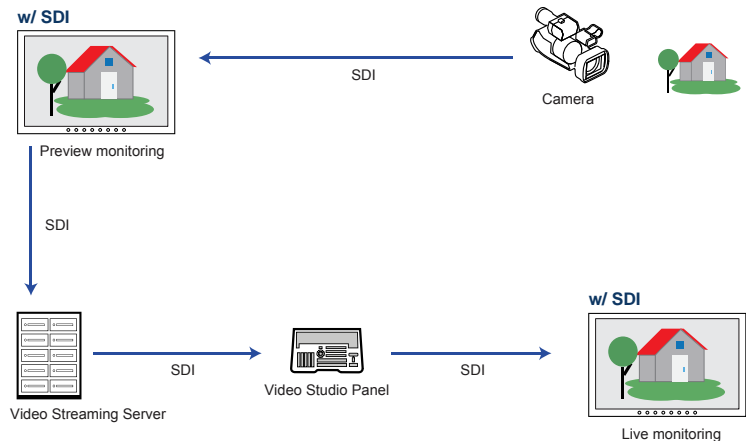 w/ SDI
SDI
Camera
Preview monitoring
SDI
w/ SDI
SDI
SDI
Video Studio Panel
Video Streaming Server
Live monitoring